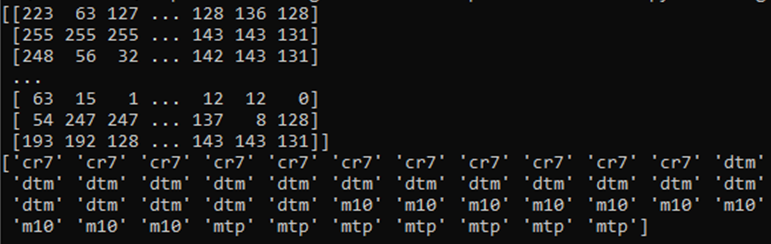 [[223 63 127 ... 128 136 128]
[255 255 255 ... 143 143 131]
[248 56 32 ... 142 143 131]
...
[ 63 15 1 ... 12 12 0]
[ 54 247 247 ... 137 8 128]
[193 192 128 ... 143 143 131]]
['cr7' 'cr7' 'cr7' 'cr7' 'cr7' 'cr7' 'cr7' 'cr7' 'cr7' 'cr7' 'cr7' 'dtm'
'dtm' 'dtm' 'dtm' 'dtm' 'dtm' 'dtm' 'dtm' 'dtm' 'dtm' 'dtm' 'dtm' 'dtm'
'dtm' 'dtm' 'dtm' 'dtm' 'dtm' 'm10' 'm10' 'm10' 'm10' 'm10' 'm10' 'm10'
'm10' 'm10' 'm10' 'mtp' 'mtp' 'mtp' 'mtp' 'mtp' 'mtp' 'mtp']